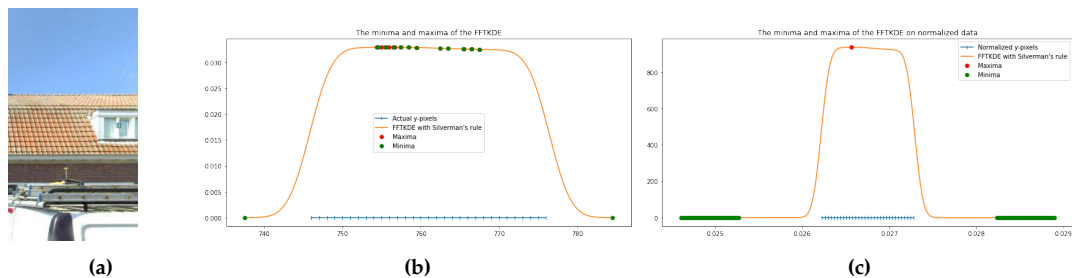 The minima and maxima of the FFTKDE
0.030
0.025
0.020
0.015
0.010
0.005
0.000
740
750
760
770
780
Actual y-pixels
FFTKDE with Silverman's rule
Maxima
Minima
The minima and maxima of the FFTKDE on normalized data
800
600
400
200
0
0.025
0.026
0.027
0.028
0.029
Normalized y-pixels
FFTKDE with Silverman's rule
Maxima
Minima
(a)
(b)
(c)